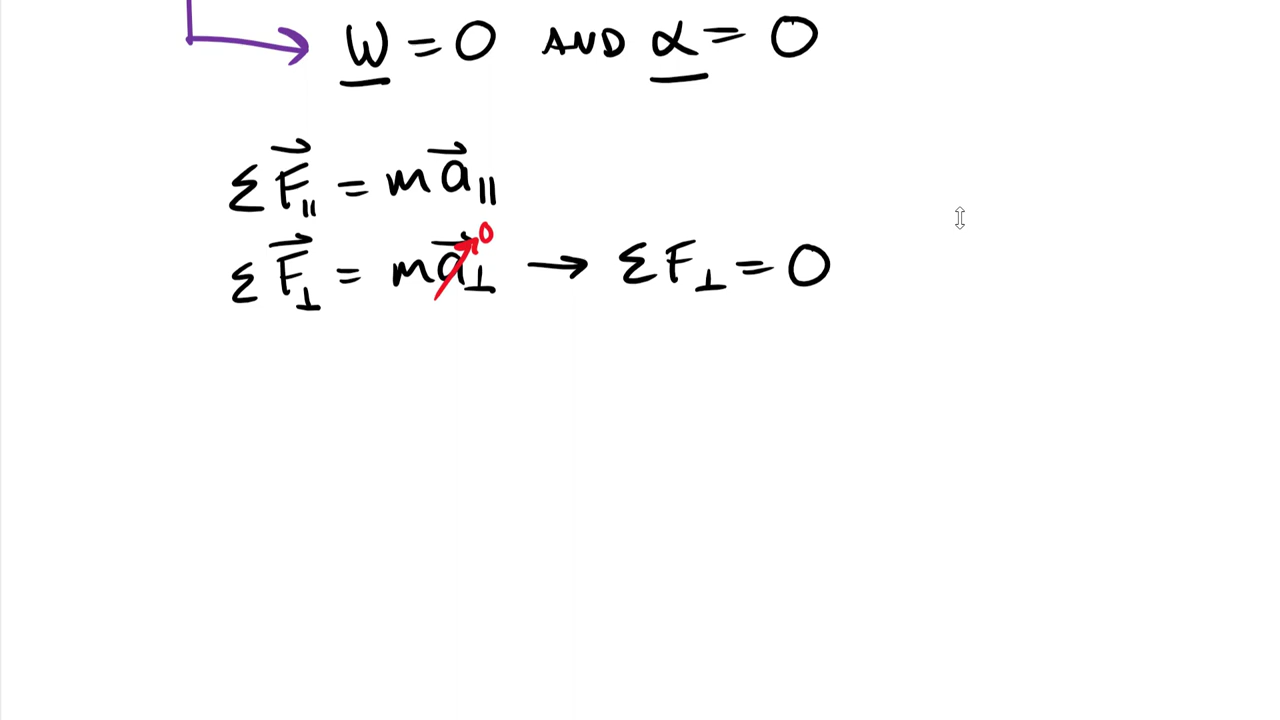 W = 0 AND α = 0
ΣF⃗∥ = ma⃗∥
ΣF⃗⊥ = ma⃗⊥ 0 → ΣF⊥ = 0